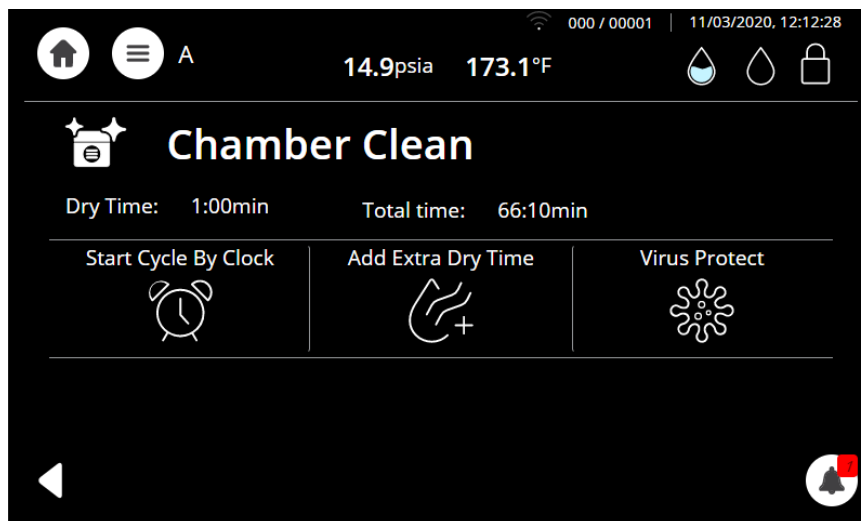 000 / 00001 | 11/03/2020, 12:12:28
A 14.9psia 173.1°F
Chamber Clean
Dry Time: 1:00min Total time: 66:10min
Start Cycle By Clock Add Extra Dry Time Virus Protect